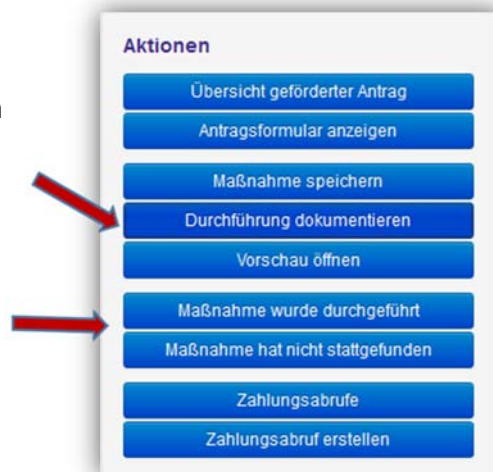 Aktionen
Übersicht geförderter Antrag
Antragsformular anzeigen
Maßnahme speichern
Durchführung dokumentieren
Vorschau öffnen
Maßnahme wurde durchgeführt
Maßnahme hat nicht stattgefunden
Zahlungsabrufe
Zahlungsabruf erstellen